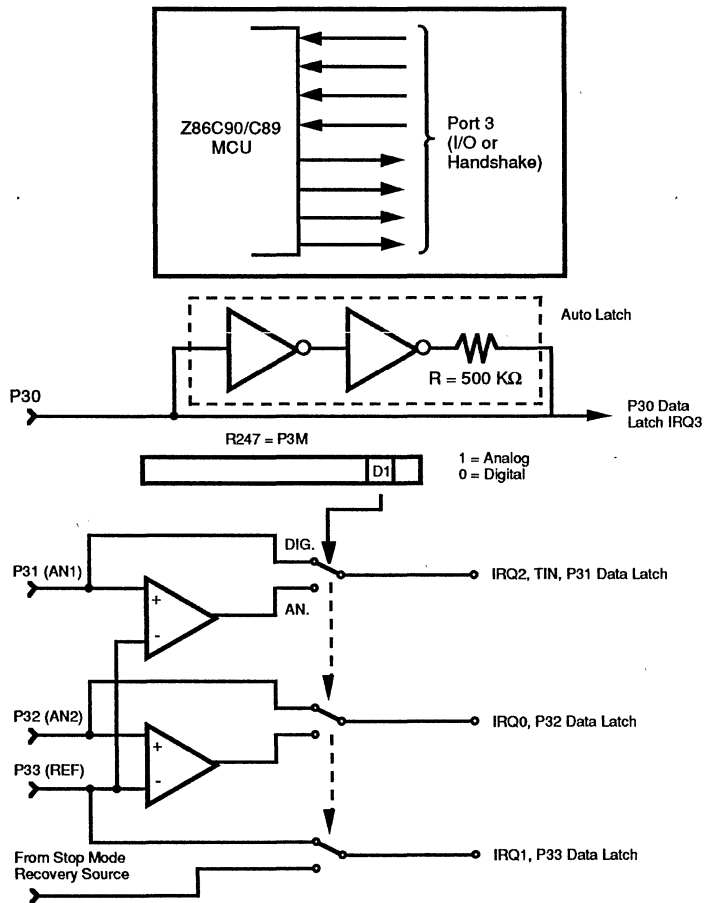 Z86C90/C89
MCU
Port 3
(I/O or
Handshake)
Auto Latch
R = 500 KΩ
P30
P30 Data
Latch IRQ3
R247 = P3M
D1
1 = Analog
0 = Digital
DIG.
P31 (AN1)
IRQ2, TIN, P31 Data Latch
+
AN.
-
P32 (AN2)
IRQ0, P32 Data Latch
+
P33 (REF)
-
From Stop Mode
Recovery Source
IRQ1, P33 Data Latch